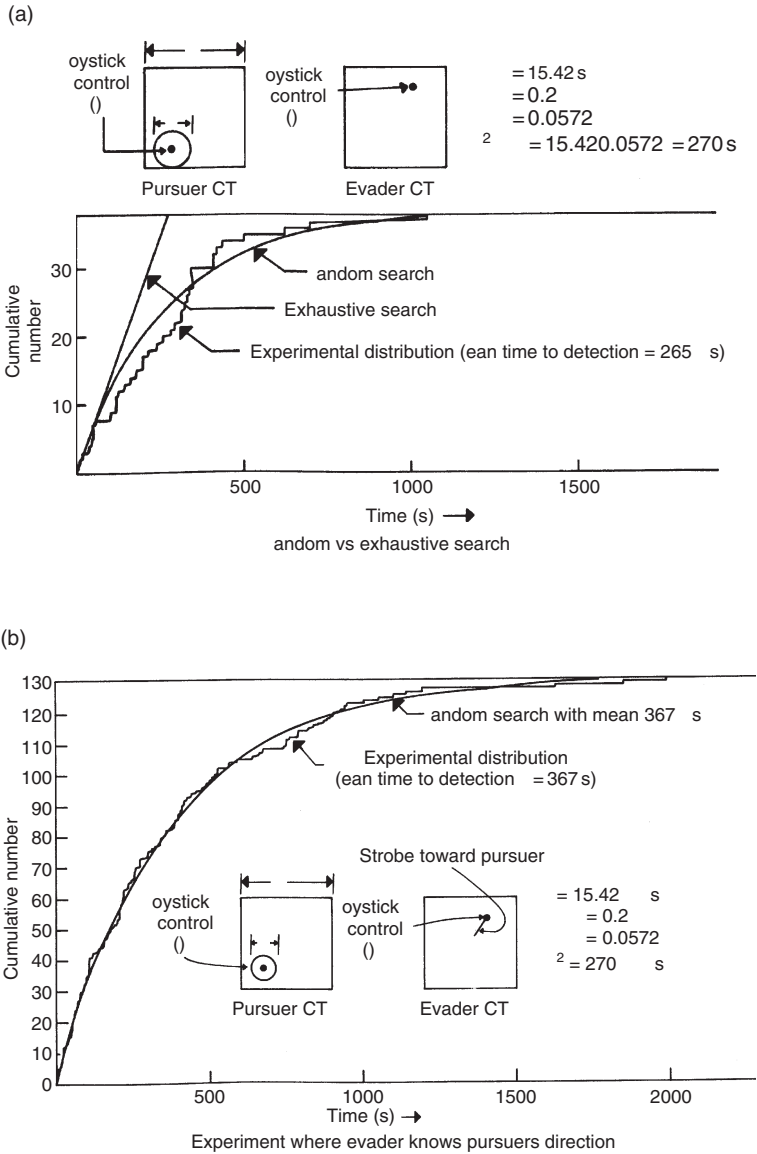 (a)
oystick
control
()
Pursuer CT
oystick
control
()
Evader CT
= 15.42 s
= 0.2
= 0.0572
2 = 15.420.0572 = 270 s
Cumulative
number
30
20
10
andom search
Exhaustive search
Experimental distribution (ean time to detection = 265 s)
500
1000
1500
Time (s)
andom vs exhaustive search
(b)
Cumulative number
130
120
110
100
90
80
70
60
50
40
30
20
10
0
andom search with mean 367 s
Experimental distribution
(ean time to detection = 367 s)
Strobe toward pursuer
oystick
control
()
Pursuer CT
oystick
control
()
Evader CT
= 15.42 s
= 0.2
= 0.0572
2 = 270 s
500
1000
1500
2000
Time (s)
Experiment where evader knows pursuers direction